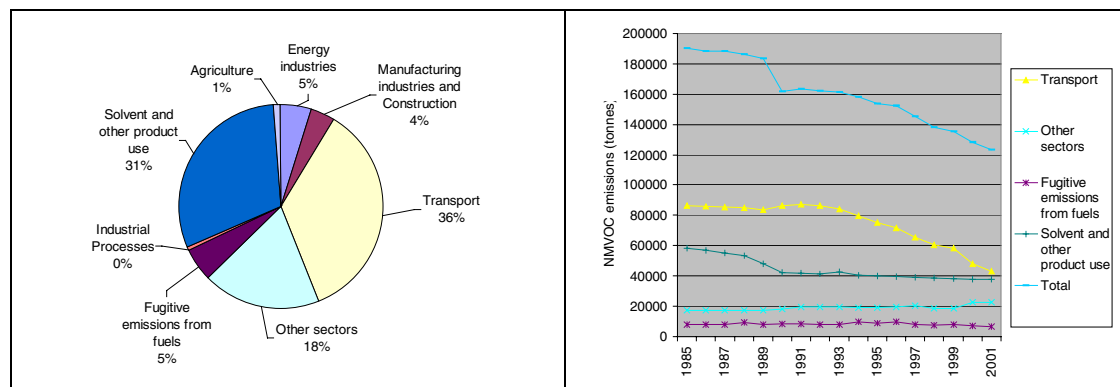 Energy
industries
5%
Agriculture
1%
Manufacturing
industries and
Construction
4%
Solvent and
other product
use
31%
Transport
36%
Industrial
Processes
0%
Fugitive
emissions from
fuels
5%
Other sectors
18%
NMVOC emissions (tonnes)
200000
180000
160000
140000
120000
100000
80000
60000
40000
20000
0
1985
1987
1989
1991
1993
1995
1997
1999
2001
Transport
Other
sectors
Fugitive
emissions
from fuels
Solvent and
other
product use
Total